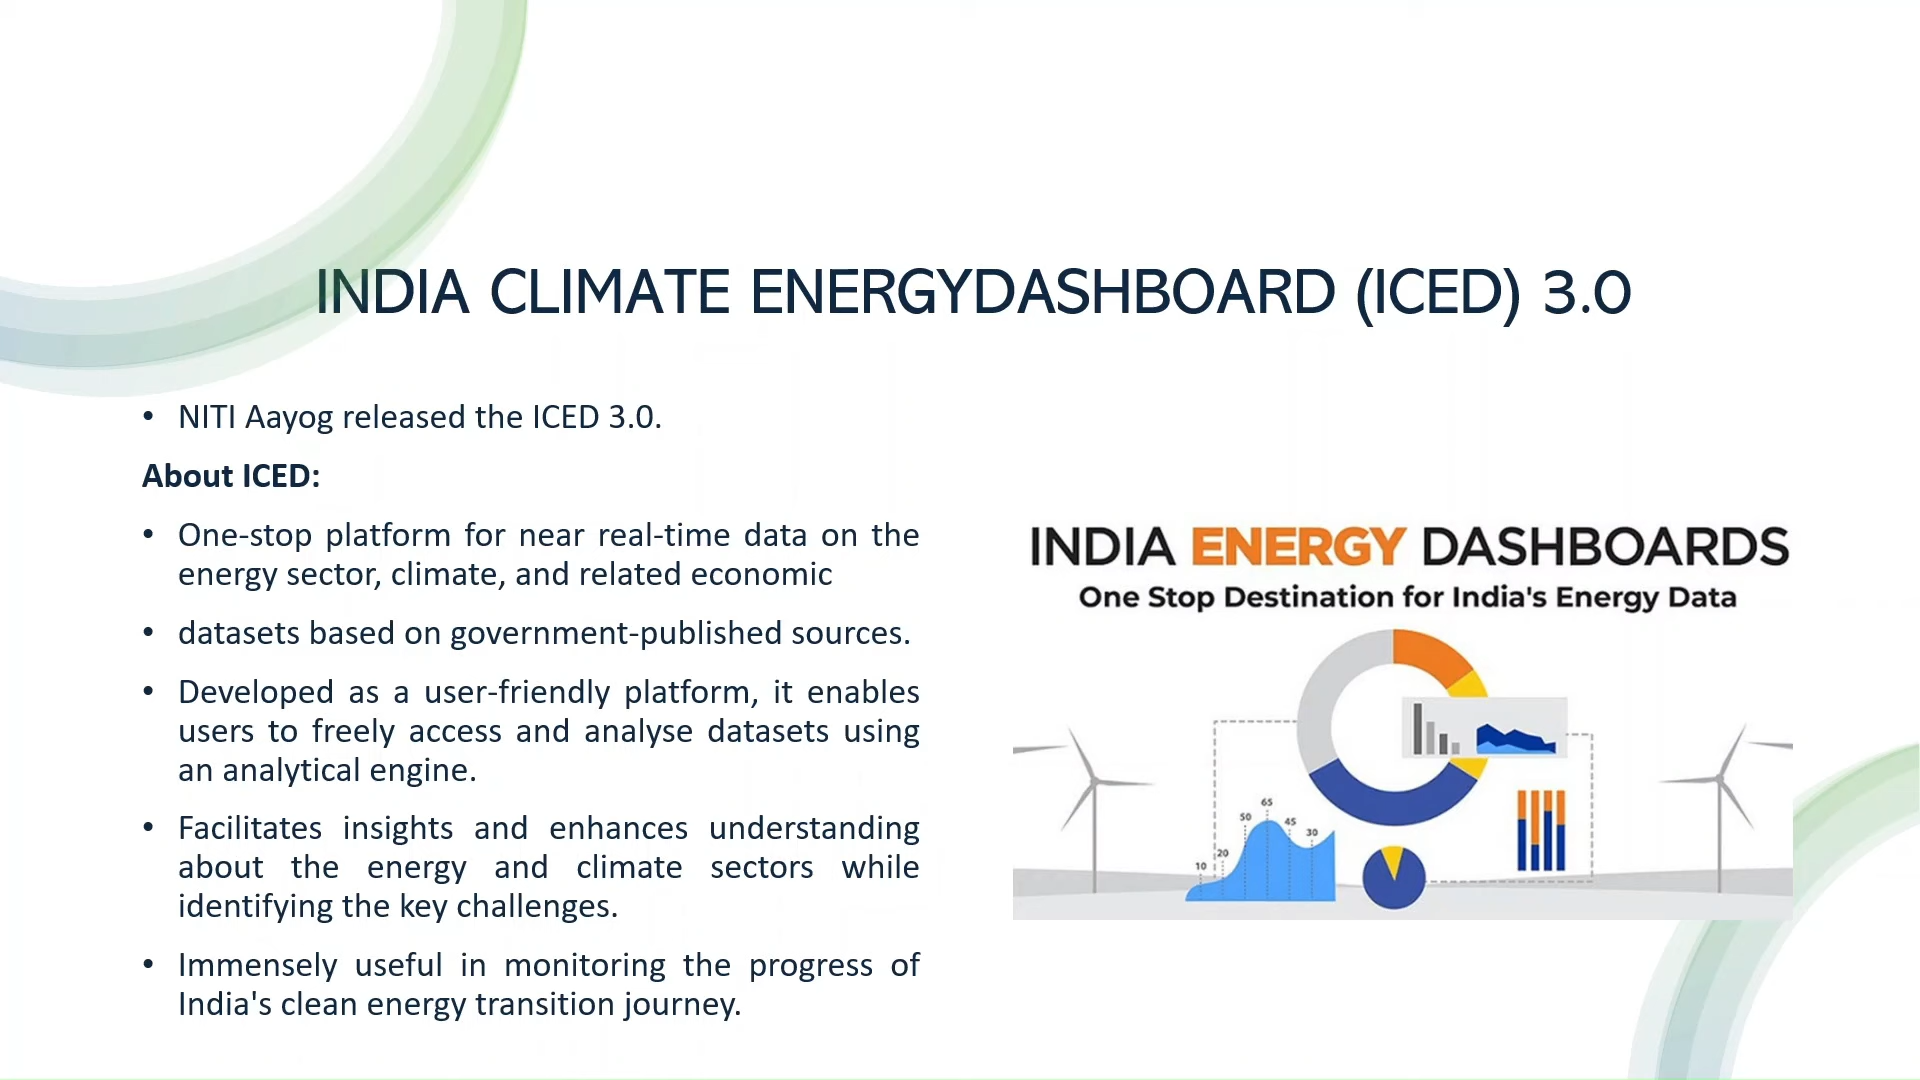 INDIA CLIMATE ENERGYDASHBOARD (ICED) 3.0
• NITI Aayog released the ICED 3.0.
About ICED:
• One-stop platform for near real-time data on the
energy sector, climate, and related economic
• datasets based on government-published sources.
• Developed as a user-friendly platform, it enables
users to freely access and analyse datasets using
an analytical engine.
• Facilitates insights and enhances understanding
about the energy and climate sectors while
identifying the key challenges.
• Immensely useful in monitoring the progress of
India's clean energy transition journey.
INDIA ENERGY DASHBOARDS
One Stop Destination for India's Energy Data
10
20
50
65
45
30